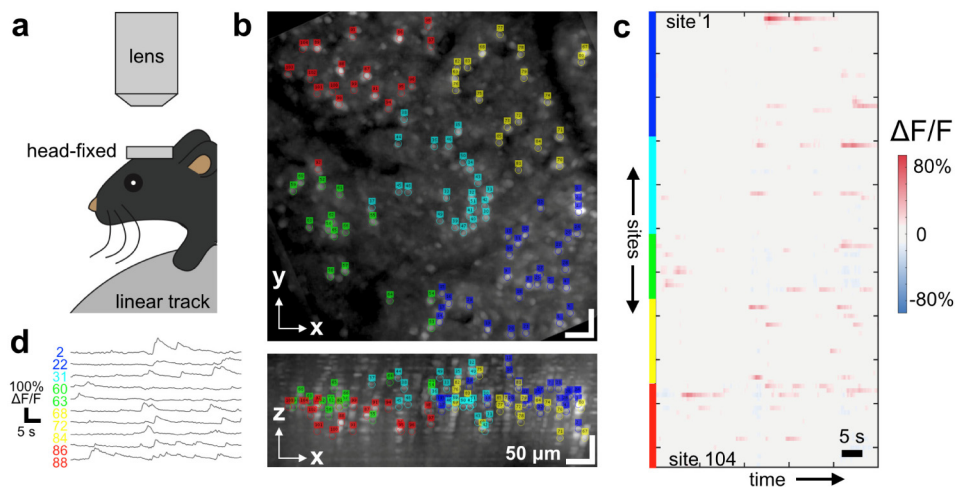 a
lens
head-fixed
linear track
b
y
x
z
x
50 µm
c
site 1
sites
site 104
5 s
time
ΔF/F
80%
0
-80%
d
2
22
31
60
63
68
72
84
86
88
100%
ΔF/F
5 s